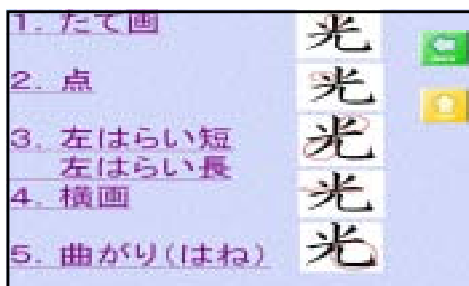 1. たて画 光
2. 点 光
3. 左はらい短 光
左はらい長
4. 横画 光
5. 曲がり(はね) 光